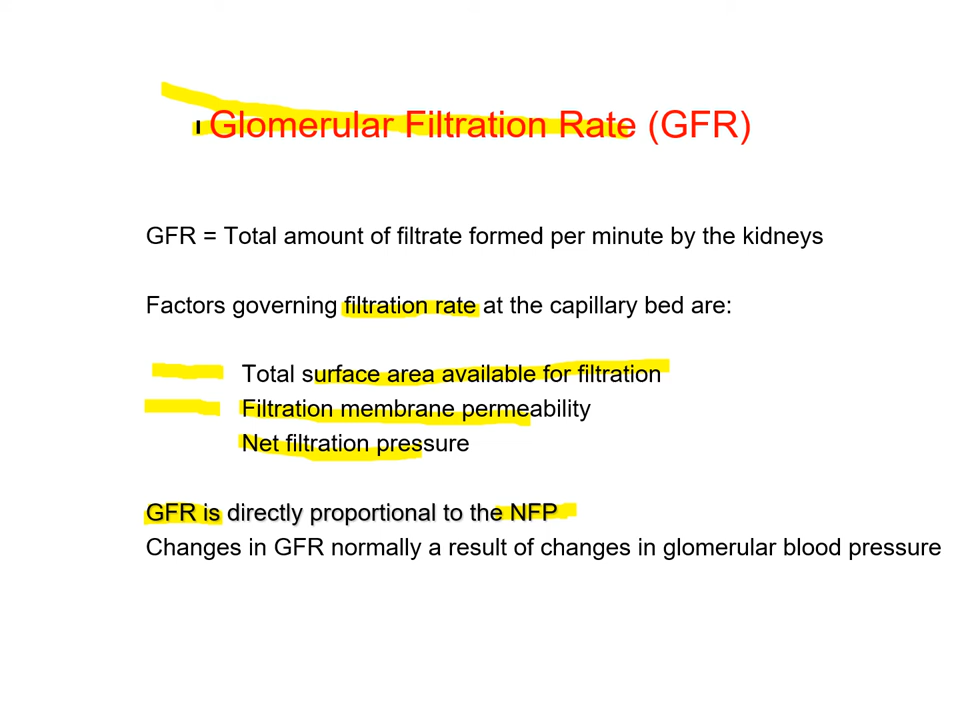 Glomerular Filtration Rate (GFR)
GFR = Total amount of filtrate formed per minute by the kidneys
Factors governing filtration rate at the capillary bed are:
Total surface area available for filtration
Filtration membrane permeability
Net filtration pressure
GFR is directly proportional to the NFP
Changes in GFR normally a result of changes in glomerular blood pressure